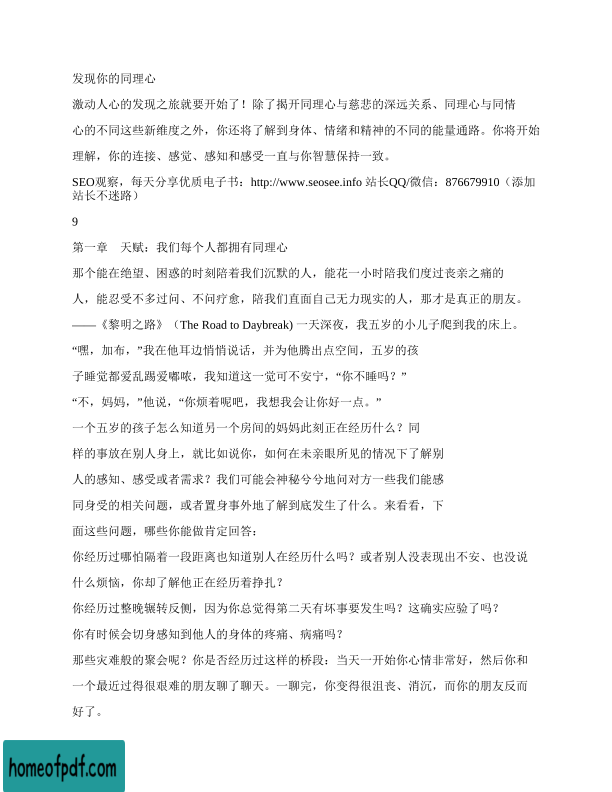 发现你的同理心
激动人心的发现之旅就要开始了！除了揭开同理心与慈悲的深远关系、同理心与同情
心的不同这些新维度之外，你还将了解到身体、情绪和精神的不同的能量通路。你将开始
理解，你的连接、感觉、感知和感受一直与你智慧保持一致。
SEO观察，每天分享优质电子书：http://www.seosee.info 站长QQ/微信：876679910（添加
站长不迷路）
9
第一章　天赋：我们每个人都拥有同理心
那个能在绝望、困惑的时刻陪着我们沉默的人，能花一小时陪我们度过丧亲之痛的
人，能忍受不多过问、不问疗愈，陪我们直面自己无力现实的人，那才是真正的朋友。
——《黎明之路》（The Road to Daybreak) 一天深夜，我五岁的小儿子爬到我的床上。
“嘿，加布，”我在他耳边悄悄说话，并为他腾出点空间，五岁的孩
子睡觉都爱乱踢爱嘟哝，我知道这一觉可不安宁，“你不睡吗？”
“不，妈妈，”他说，“你烦着呢吧，我想我会让你好一点。”
一个五岁的孩子怎么知道另一个房间的妈妈此刻正在经历什么？同
样的事放在别人身上，就比如说你，如何在未亲眼所见的情况下了解别
人的感知、感受或者需求？我们可能会神秘兮兮地问对方一些我们能感
同身受的相关问题，或者置身事外地了解到底发生了什么。来看看，下
面这些问题，哪些你能做肯定回答：
你经历过哪怕隔着一段距离也知道别人在经历什么吗？或者别人没表现出不安、也没说
什么烦恼，你却了解他正在经历着挣扎？
你经历过整晚辗转反侧，因为你总觉得第二天有坏事要发生吗？这确实应验了吗？
你有时候会切身感知到他人的身体的疼痛、病痛吗？
那些灾难般的聚会呢？你是否经历过这样的桥段：当天一开始你心情非常好，然后你和
一个最近过得很艰难的朋友聊了聊天。一聊完，你变得很沮丧、消沉，而你的朋友反而
好了。
homeofpdf.com